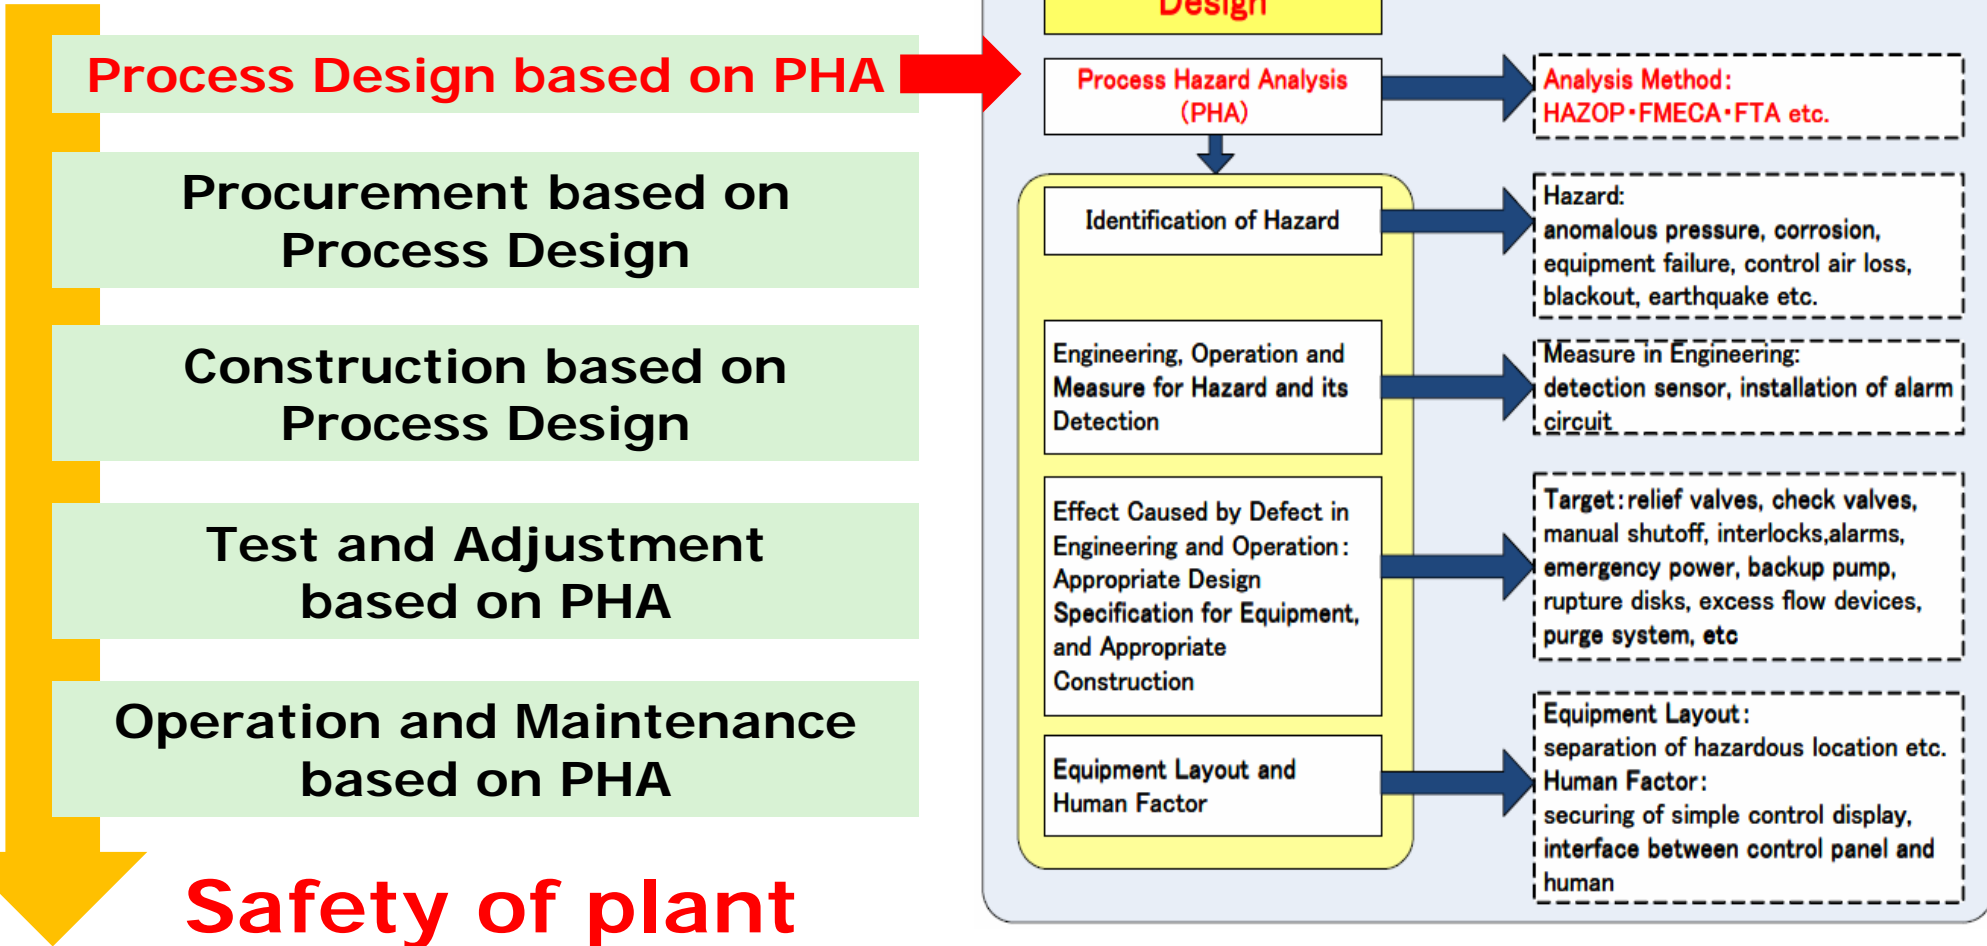 Process Design based on PHA
Procurement based on
Process Design
Construction based on
Process Design
Test and Adjustment
based on PHA
Operation and Maintenance
based on PHA
Safety of plant
Design
Process Hazard Analysis
(PHA)
Analysis Method:
HAZOP・FMECA・FTA etc.
Identification of Hazard
Hazard:
anomalous pressure, corrosion,
equipment failure, control air loss,
blackout, earthquake etc.
Engineering, Operation and
Measure for Hazard and its
Detection
Measure in Engineering:
detection sensor, installation of alarm
circuit
Effect Caused by Defect in
Engineering and Operation:
Appropriate Design
Specification for Equipment,
and Appropriate
Construction
Target:relief valves, check valves,
manual shutoff, interlocks,alarms,
emergency power, backup pump,
rupture disks, excess flow devices,
purge system, etc
Equipment Layout and
Human Factor
Equipment Layout:
separation of hazardous location etc.
Human Factor:
securing of simple control display,
interface between control panel and
human